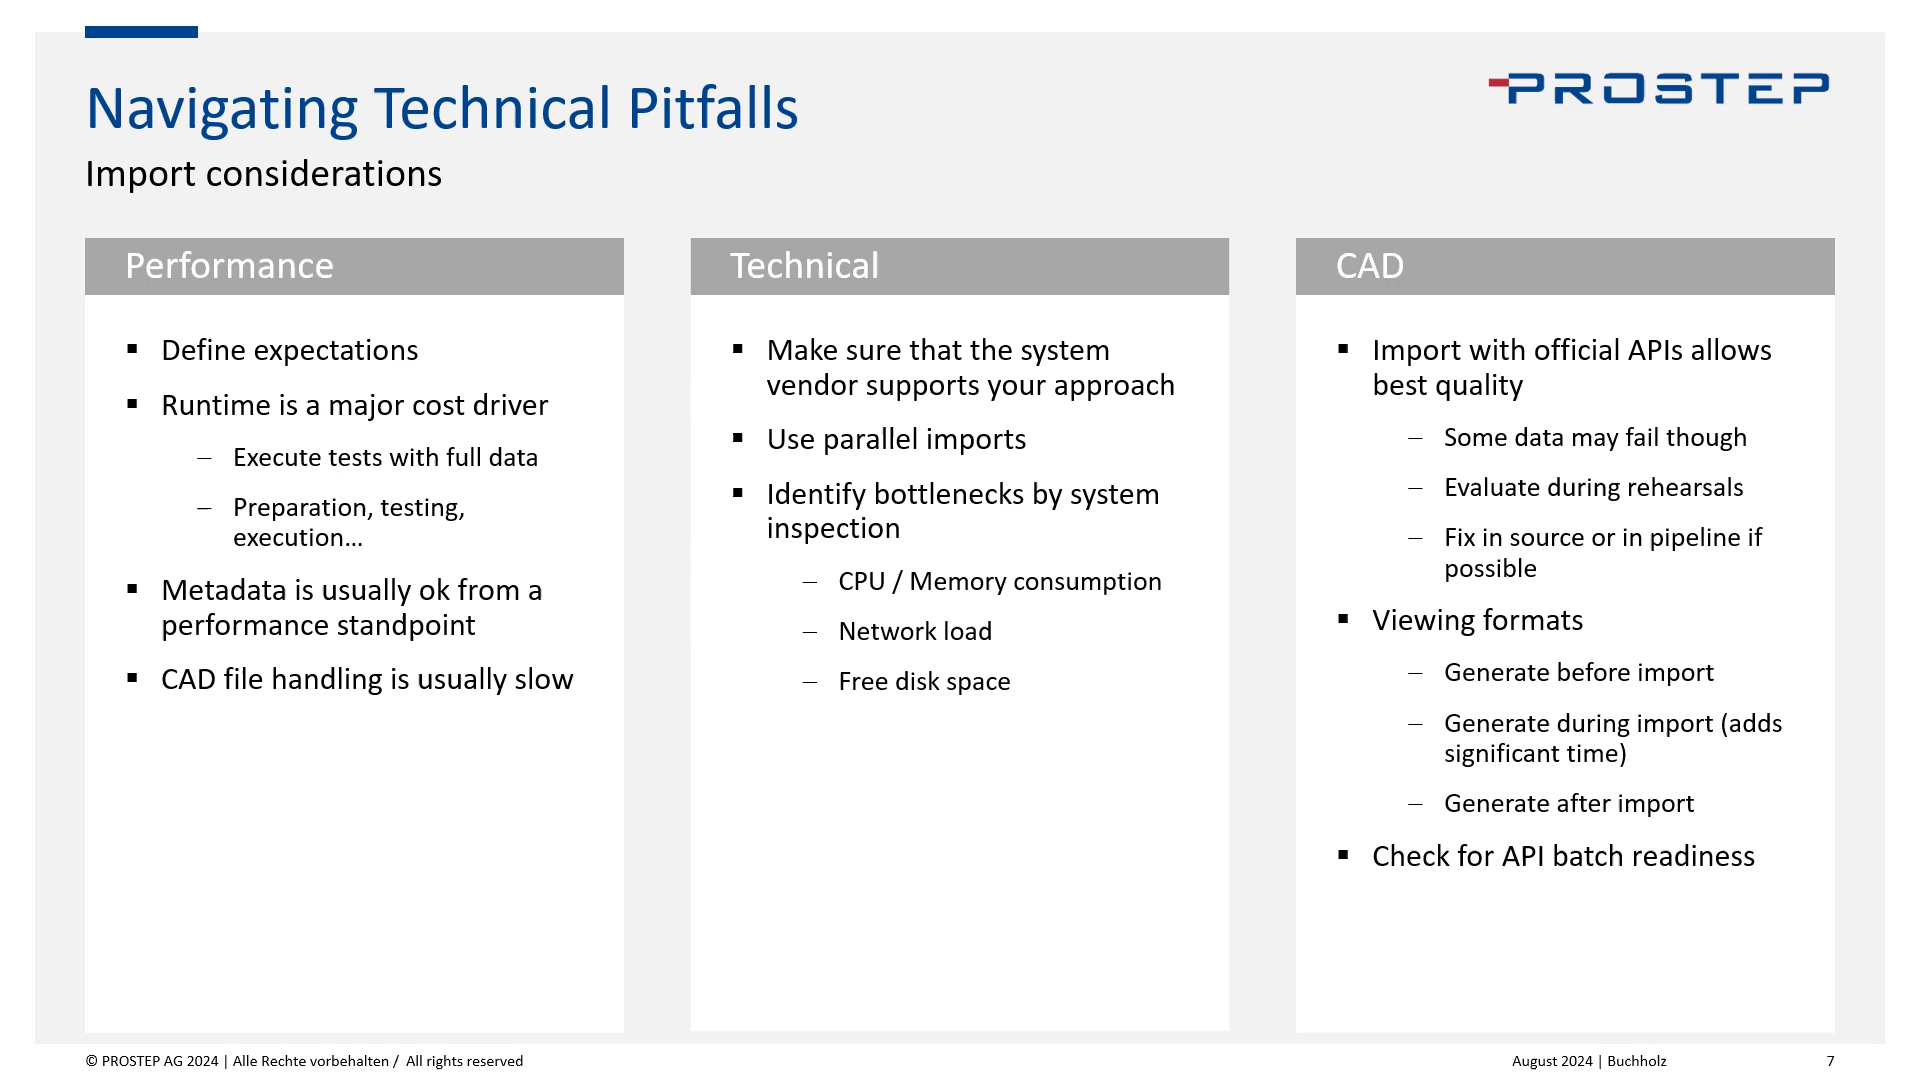 Navigating Technical Pitfalls
PROSTEP
Import considerations
Performance
▪ Define expectations
▪ Runtime is a major cost driver
– Execute tests with full data
– Preparation, testing,
execution…
▪ Metadata is usually ok from a
performance standpoint
▪ CAD file handling is usually slow
Technical
▪ Make sure that the system
vendor supports your approach
▪ Use parallel imports
▪ Identify bottlenecks by system
inspection
– CPU / Memory consumption
– Network load
– Free disk space
CAD
▪ Import with official APIs allows
best quality
– Some data may fail though
– Evaluate during rehearsals
– Fix in source or in pipeline if
possible
▪ Viewing formats
– Generate before import
– Generate during import (adds
significant time)
– Generate after import
▪ Check for API batch readiness
© PROSTEP AG 2024 | Alle Rechte vorbehalten / All rights reserved
August 2024 | Buchholz
7